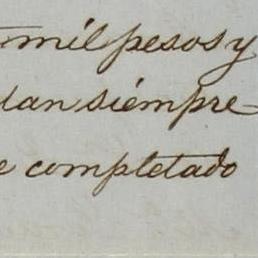 mil pesos y
dan siempre
e completado